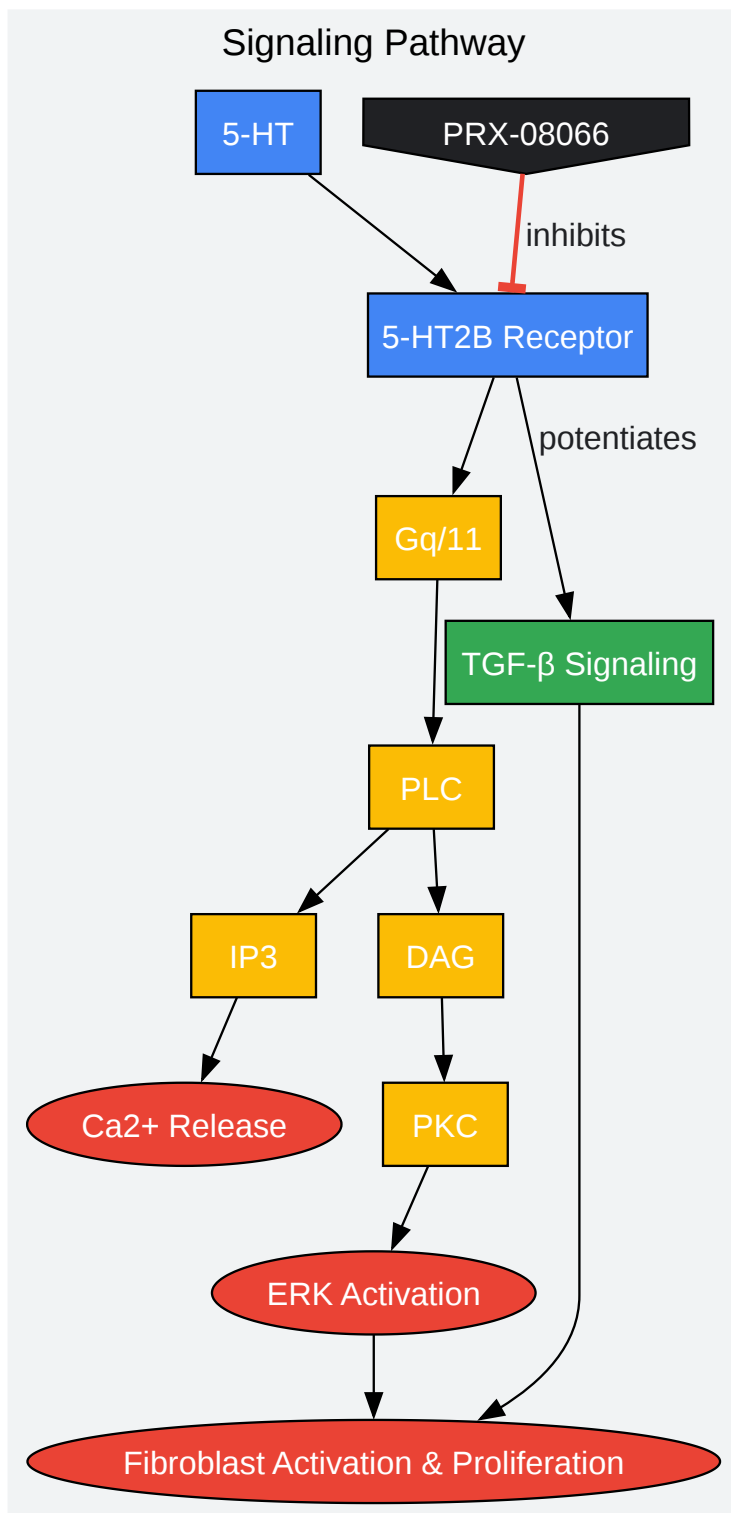 Signaling Pathway
5-HT
PRX-08066
inhibits
5-HT2B Receptor
potentiates
Gq/11
TGF-β Signaling
PLC
IP3
DAG
Ca2+ Release
PKC
ERK Activation
Fibroblast Activation & Proliferation